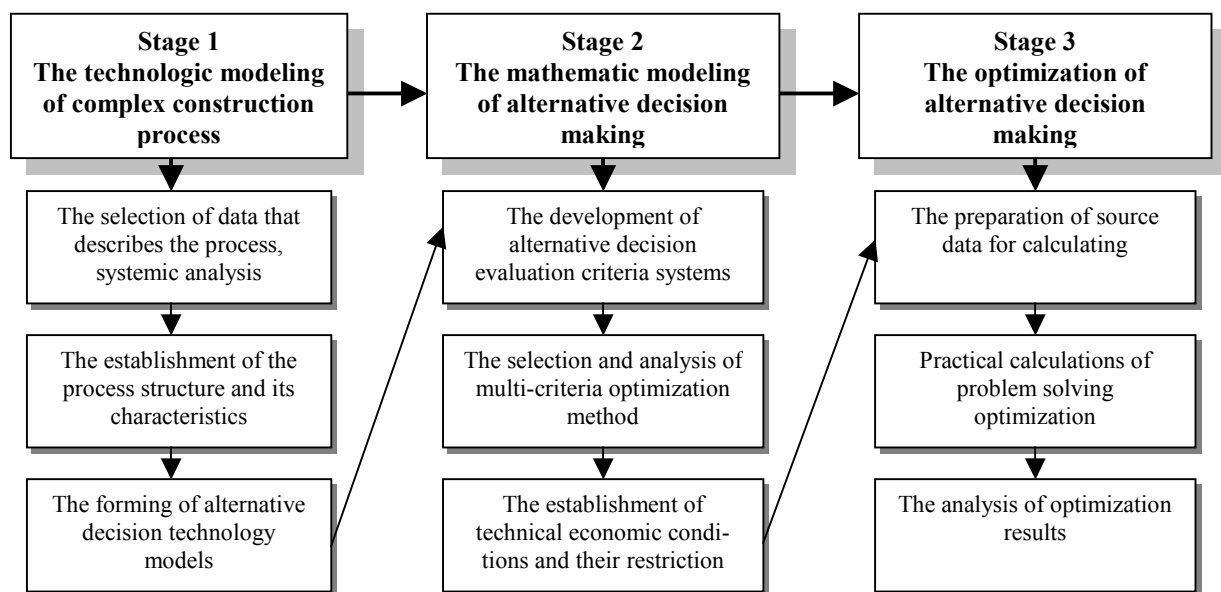 Stage 1
The technologic modeling
of complex construction
process
The selection of data that
describes the process,
systemic analysis
The establishment of the
process structure and its
characteristics
The forming of alternative
decision technology
models
Stage 2
The mathematic modeling
of alternative decision
making
The development of
alternative decision
evaluation criteria systems
The selection and analysis of
multi-criteria optimization
method
The establishment of
technical economic condi-
tions and their restriction
Stage 3
The optimization of
alternative decision
making
The preparation of source
data for calculating
Practical calculations of
problem solving
optimization
The analysis of optimization
results